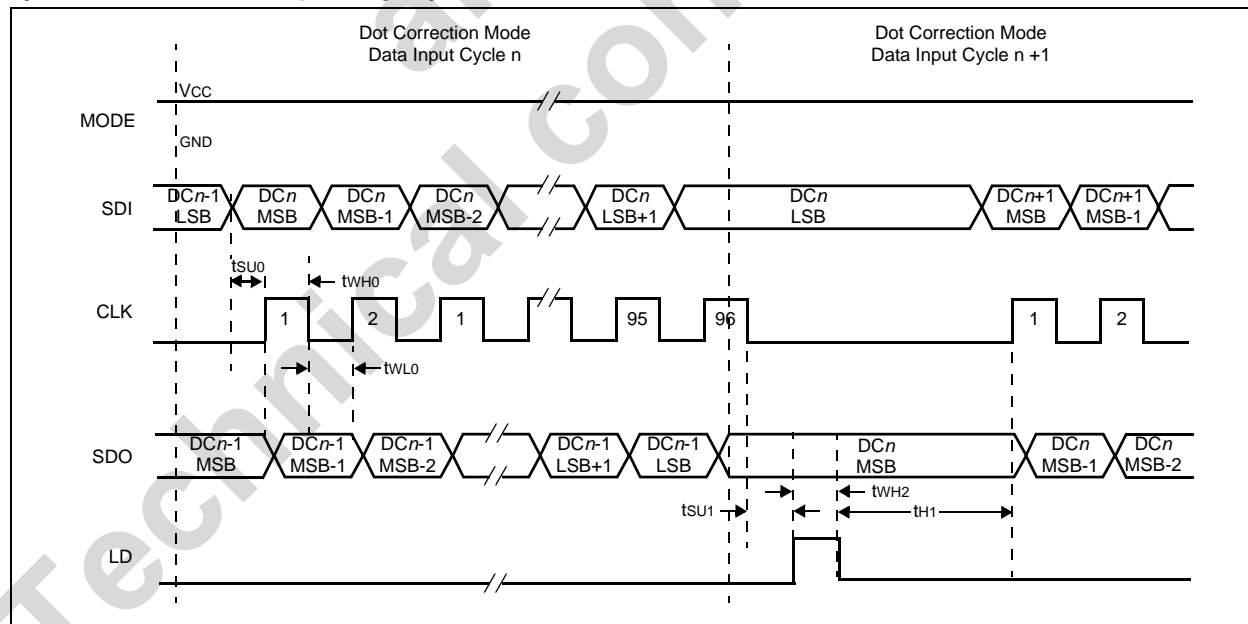 Dot Correction Mode
Data Input Cycle n
Dot Correction Mode
Data Input Cycle n +1
VCC
MODE
GND
SDI
DCn-1
LSB
DCn
MSB
DCn
MSB-1
DCn
MSB-2
DCn
LSB+1
DCn
LSB
DCn+1
MSB
DCn+1
MSB-1
tSU0
tWH0
CLK
1
2
1
95
96
1
2
tWL0
SDO
DCn-1
MSB
DCn-1
MSB-1
DCn-1
MSB-2
DCn-1
LSB+1
DCn-1
LSB
DCn
MSB
DCn
MSB-1
DCn
MSB-2
tWH2
tSU1
tH1
LD
Technical